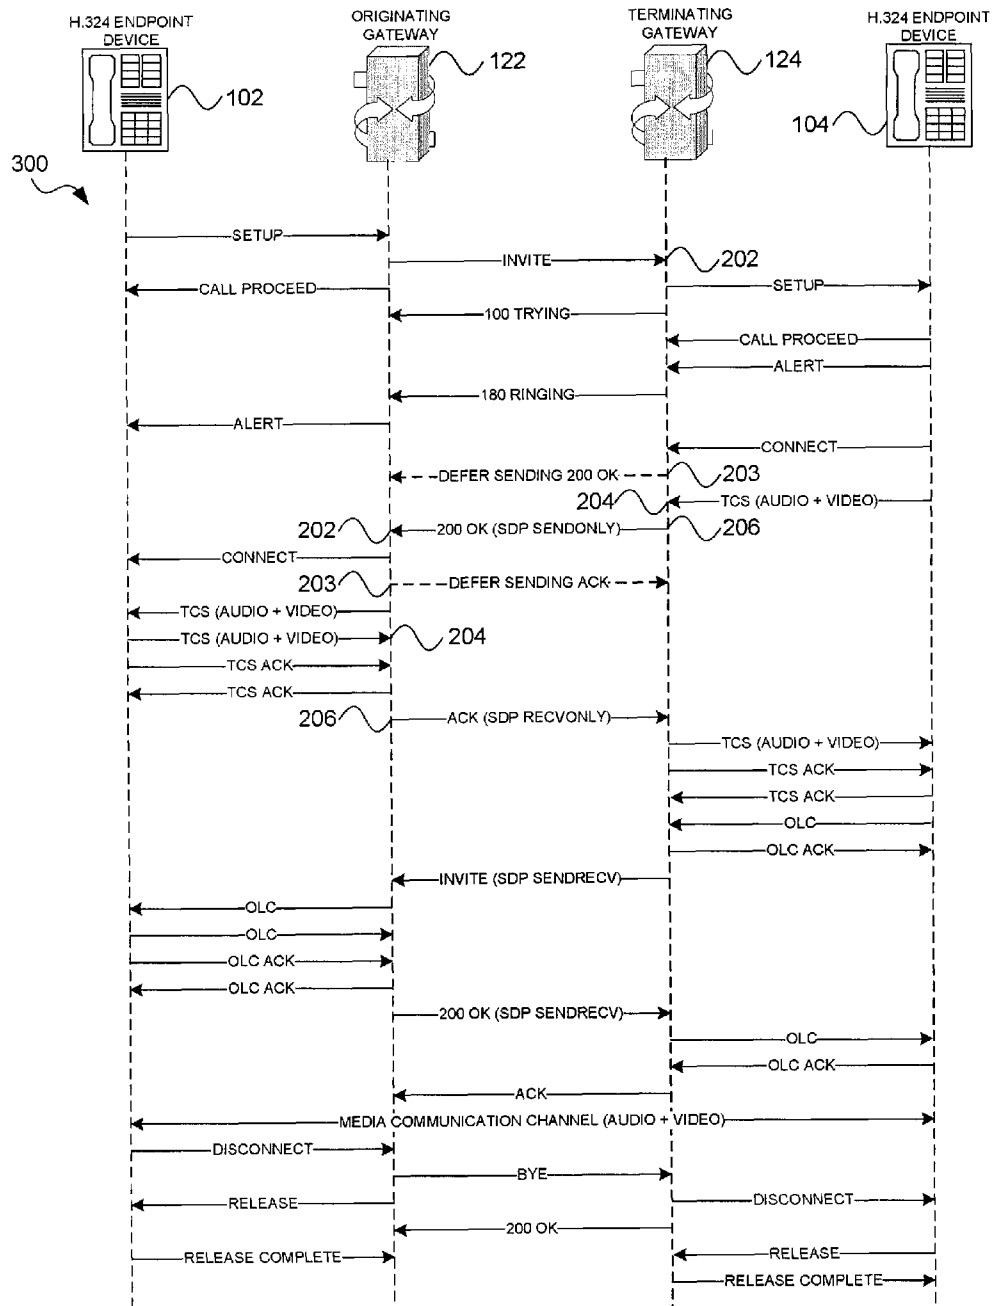 H.324 ENDPOINT
DEVICE
ORIGINATING
GATEWAY
TERMINATING
GATEWAY
H.324 ENDPOINT
DEVICE
102
122
124
104
300
SETUP
INVITE
202
CALL PROCEED
SETUP
100 TRYING
CALL PROCEED
ALERT
180 RINGING
ALERT
CONNECT
DEFER SENDING 200 OK
203
204
TCS (AUDIO + VIDEO)
202
200 OK (SDP SENDONLY)
206
CONNECT
203
DEFER SENDING ACK
TCS (AUDIO + VIDEO)
TCS (AUDIO + VIDEO)
204
TCS ACK
TCS ACK
206
ACK (SDP RECVONLY)
TCS (AUDIO + VIDEO)
TCS ACK
TCS ACK
OLC
OLC ACK
INVITE (SDP SENDRECV)
OLC
OLC
OLC ACK
OLC ACK
200 OK (SDP SENDRECV)
OLC
OLC ACK
ACK
MEDIA COMMUNICATION CHANNEL (AUDIO + VIDEO)
DISCONNECT
BYE
RELEASE
DISCONNECT
200 OK
RELEASE COMPLETE
RELEASE
RELEASE COMPLETE